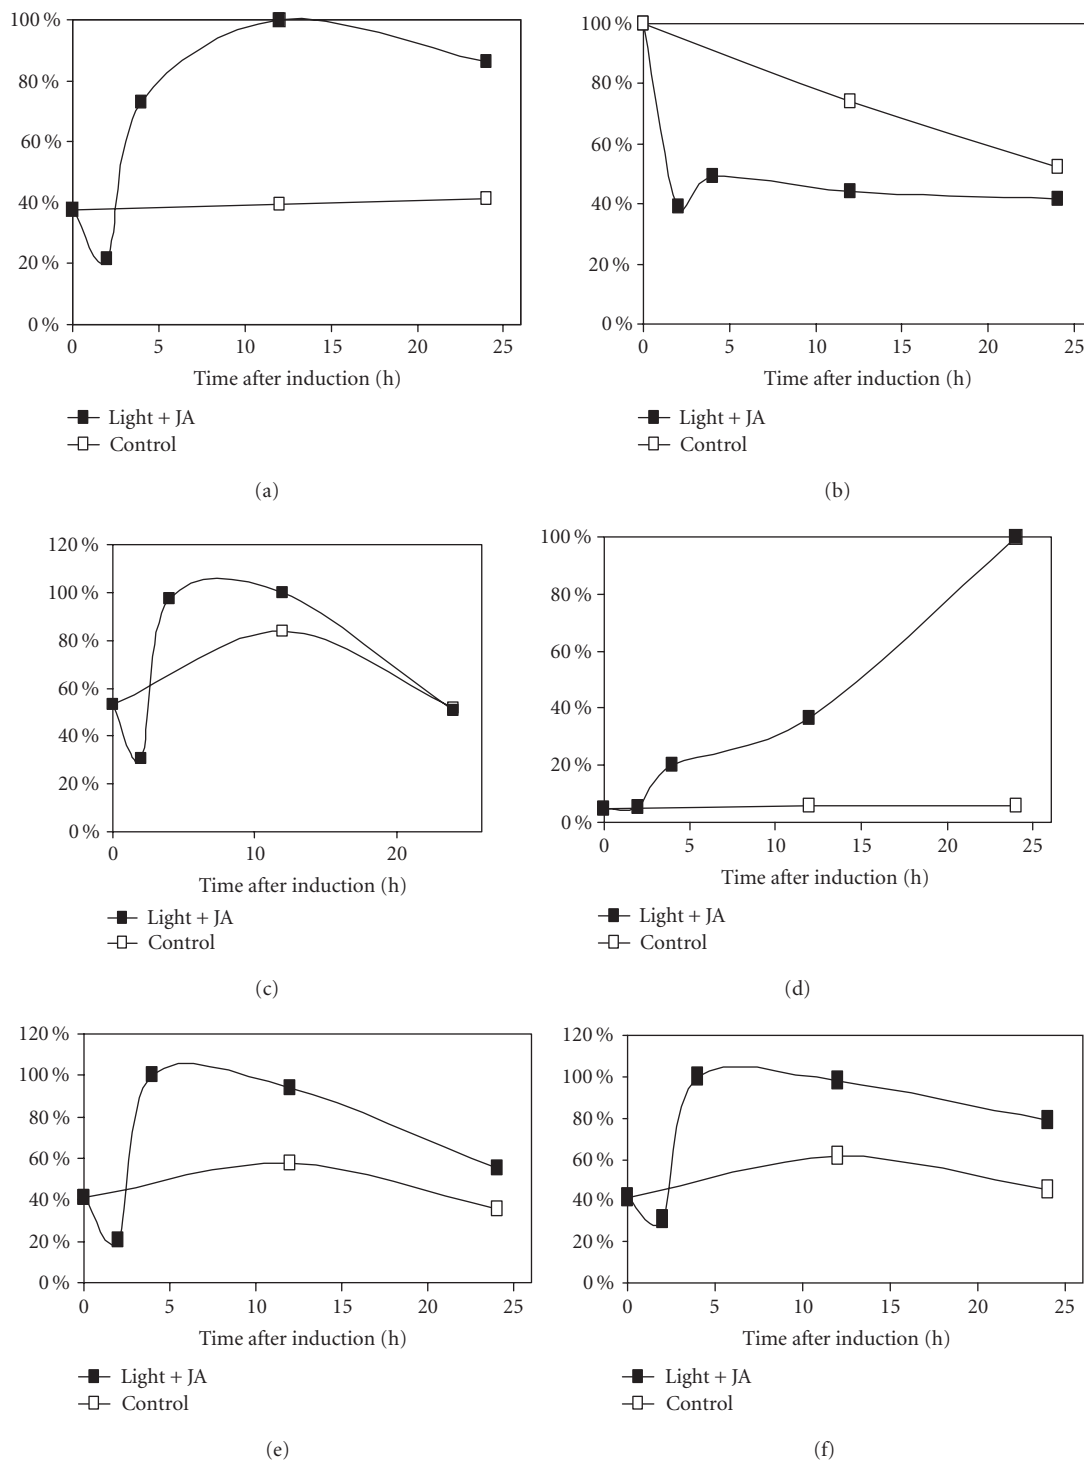 100 %
80 %
60 %
40 %
20 %
0 %
0 5 10 15 20 25
Time after induction (h)
Light + JA
Control
(a)
100 %
80 %
60 %
40 %
20 %
0 %
0 5 10 15 20 25
Time after induction (h)
Light + JA
Control
(b)
120 %
100 %
80 %
60 %
40 %
20 %
0 %
0 10 20
Time after induction (h)
Light + JA
Control
(c)
100 %
80 %
60 %
40 %
20 %
0 %
0 5 10 15 20 25
Time after induction (h)
Light + JA
Control
(d)
120 %
100 %
80 %
60 %
40 %
20 %
0 %
0 5 10 15 20 25
Time after induction (h)
Light + JA
Control
(e)
120 %
100 %
80 %
60 %
40 %
20 %
0 %
0 5 10 15 20 25
Time after induction (h)
Light + JA
Control
(f)